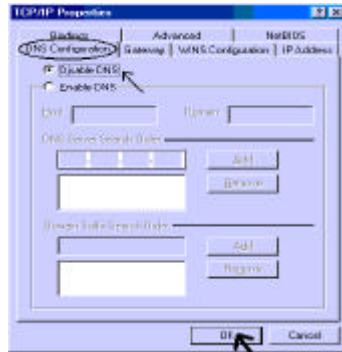 TCP/IP Properties
Bindings Advanced NetBIOS
DNS Configuration Gateway WINS Configuration IP Address
Disable DNS
Enable DNS
Host: Domain:
DNS Server Search Order
Add
Remove
Domain Suffix Search Order
Add
Remove
OK Cancel